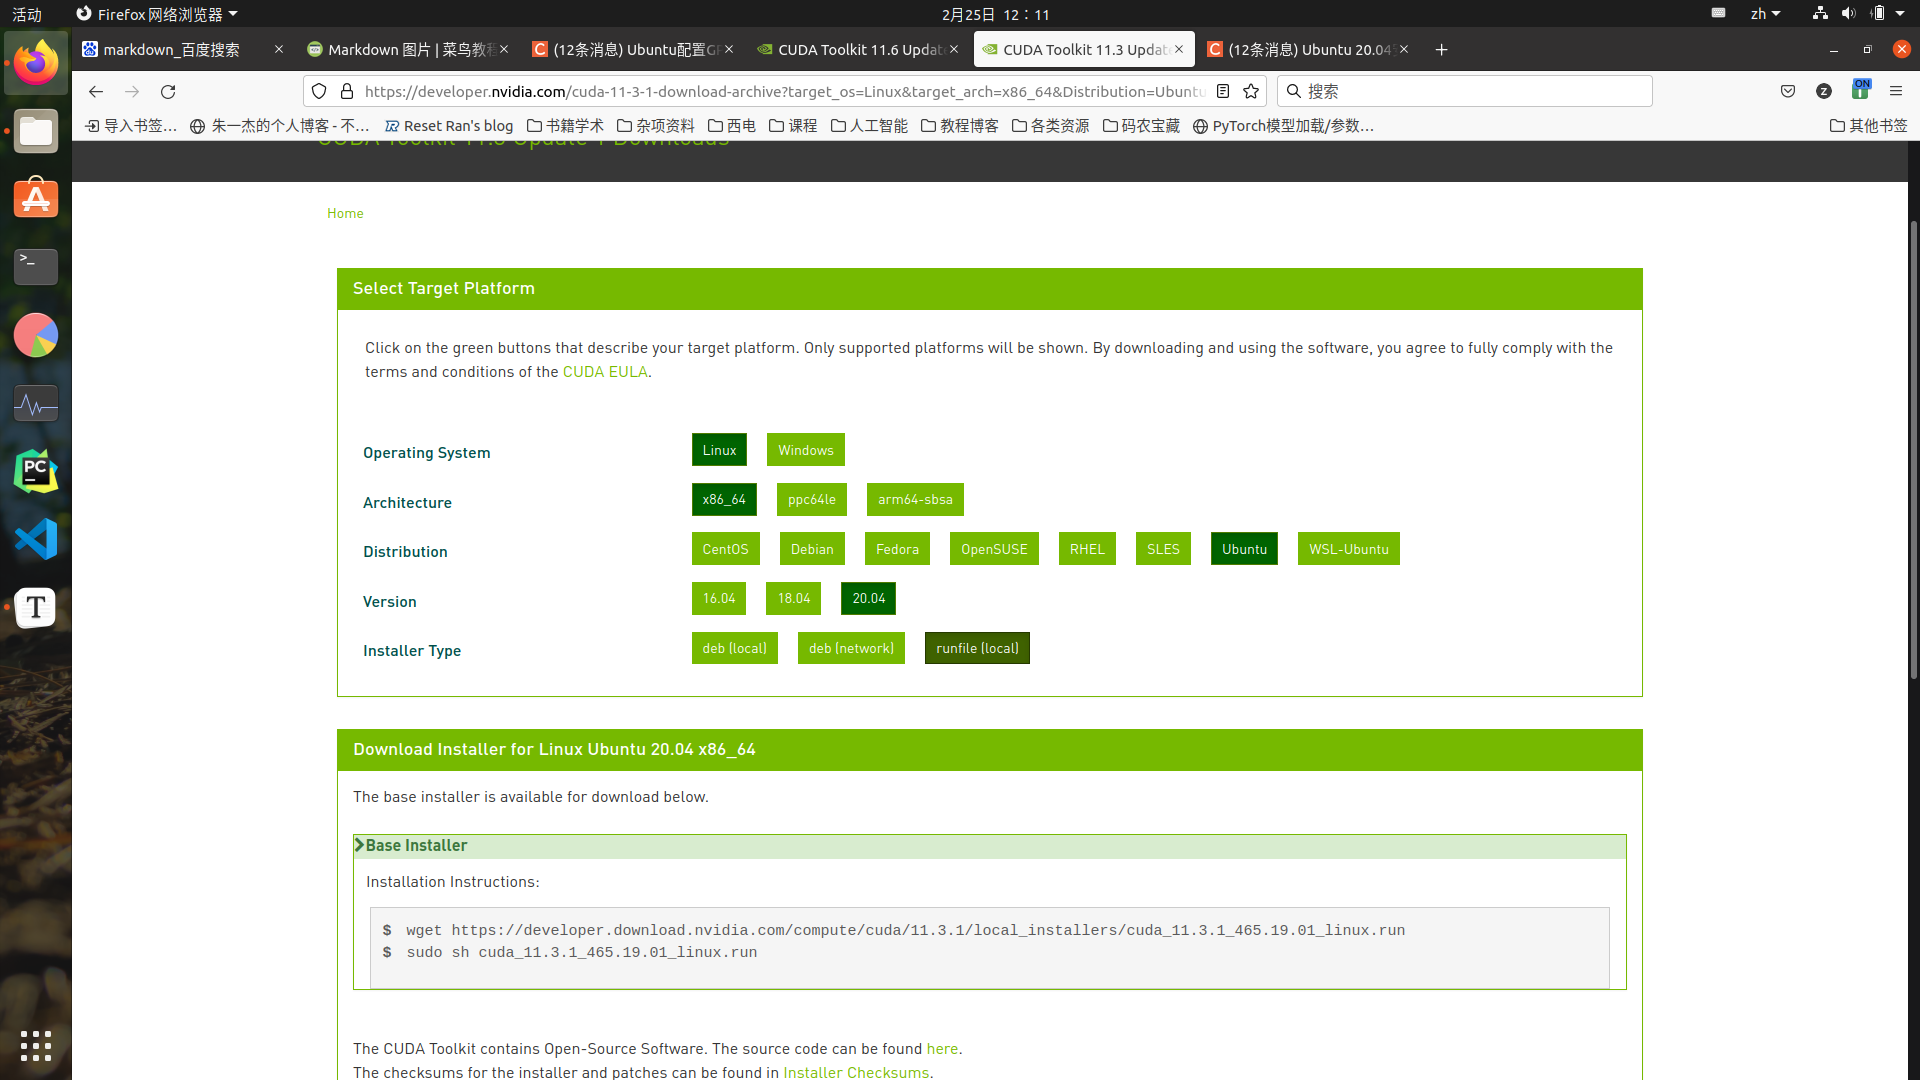 活动
Firefox 网络浏览器
2月25日 12：11
zh
markdown_百度搜索
Markdown 图片 | 菜鸟教程
(12条消息) Ubuntu配置GP
CUDA Toolkit 11.6 Update
CUDA Toolkit 11.3 Update
(12条消息) Ubuntu 20.04安
https://developer.nvidia.com/cuda-11-3-1-download-archive?target_os=Linux&target_arch=x86_64&Distribution=Ubuntu
搜索
ON
导入书签…
朱一杰的个人博客 - 不…
Reset Ran's blog
书籍学术
杂项资料
西电
课程
人工智能
教程博客
各类资源
码农宝藏
PyTorch模型加载/参数…
其他书签
CUDA Toolkit 11.3 Update 1 Downloads
Home
Select Target Platform
Click on the green buttons that describe your target platform. Only supported platforms will be shown. By downloading and using the software, you agree to fully comply with the
terms and conditions of the CUDA EULA.
Operating System
Linux
Windows
Architecture
x86_64
ppc64le
arm64-sbsa
Distribution
CentOS
Debian
Fedora
OpenSUSE
RHEL
SLES
Ubuntu
WSL-Ubuntu
Version
16.04
18.04
20.04
Installer Type
deb (local)
deb (network)
runfile (local)
Download Installer for Linux Ubuntu 20.04 x86_64
The base installer is available for download below.
Base Installer
Installation Instructions:
$ wget https://developer.download.nvidia.com/compute/cuda/11.3.1/local_installers/cuda_11.3.1_465.19.01_linux.run
$ sudo sh cuda_11.3.1_465.19.01_linux.run
The CUDA Toolkit contains Open-Source Software. The source code can be found here.
The checksums for the installer and patches can be found in Installer Checksums.